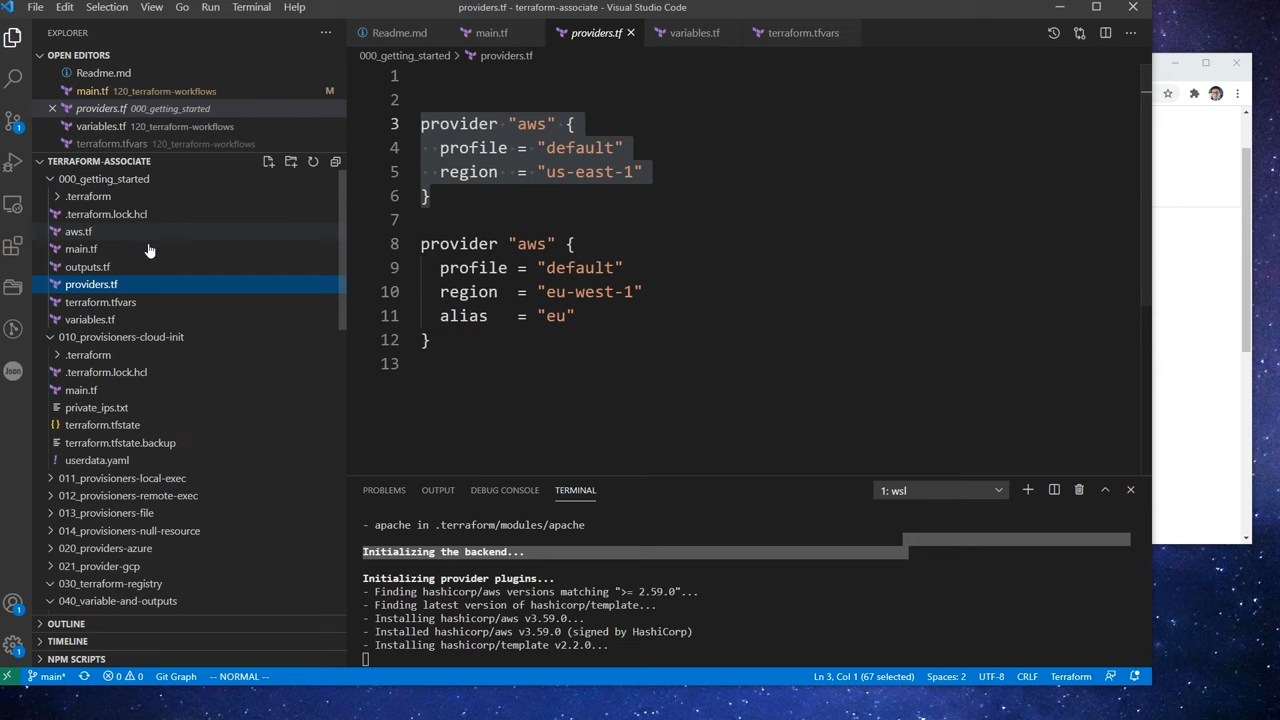 File Edit Selection View Go Run Terminal Help
providers.tf - terraform-associate - Visual Studio Code
EXPLORER
OPEN EDITORS
Readme.md
main.tf 120_terraform-workflows M
providers.tf 000_getting_started
variables.tf 120_terraform-workflows
terraform.tfvars 120_terraform-workflows
TERRAFORM-ASSOCIATE
000_getting_started
.terraform
.terraform.lock.hcl
aws.tf
main.tf
outputs.tf
providers.tf
terraform.tfvars
variables.tf
010_provisioners-cloud-init
.terraform
.terraform.lock.hcl
main.tf
private_ips.txt
terraform.tfstate
terraform.tfstate.backup
userdata.yaml
011_provisioners-local-exec
012_provisioners-remote-exec
013_provisioners-file
014_provisioners-null-resource
020_providers-azure
021_provider-gcp
030_terraform-registry
040_variable-and-outputs
OUTLINE
TIMELINE
NPM SCRIPTS
Readme.md main.tf providers.tf variables.tf terraform.tfvars
000_getting_started > providers.tf
1
2
3 provider "aws" {
4 profile = "default"
5 region = "us-east-1"
6 }
7
8 provider "aws" {
9 profile = "default"
10 region = "eu-west-1"
11 alias = "eu"
12 }
13
PROBLEMS OUTPUT DEBUG CONSOLE TERMINAL 1: wsl
- apache in .terraform/modules/apache
Initializing the backend...
Initializing provider plugins...
- Finding hashicorp/aws versions matching ">= 2.59.0"...
- Finding latest version of hashicorp/template...
- Installing hashicorp/aws v3.59.0...
- Installed hashicorp/aws v3.59.0 (signed by HashiCorp)
- Installing hashicorp/template v2.2.0...
main* 0 0 Git Graph -- NORMAL -- Ln 3, Col 1 (67 selected) Spaces: 2 UTF-8 CRLF Terraform
1
1
1
Json